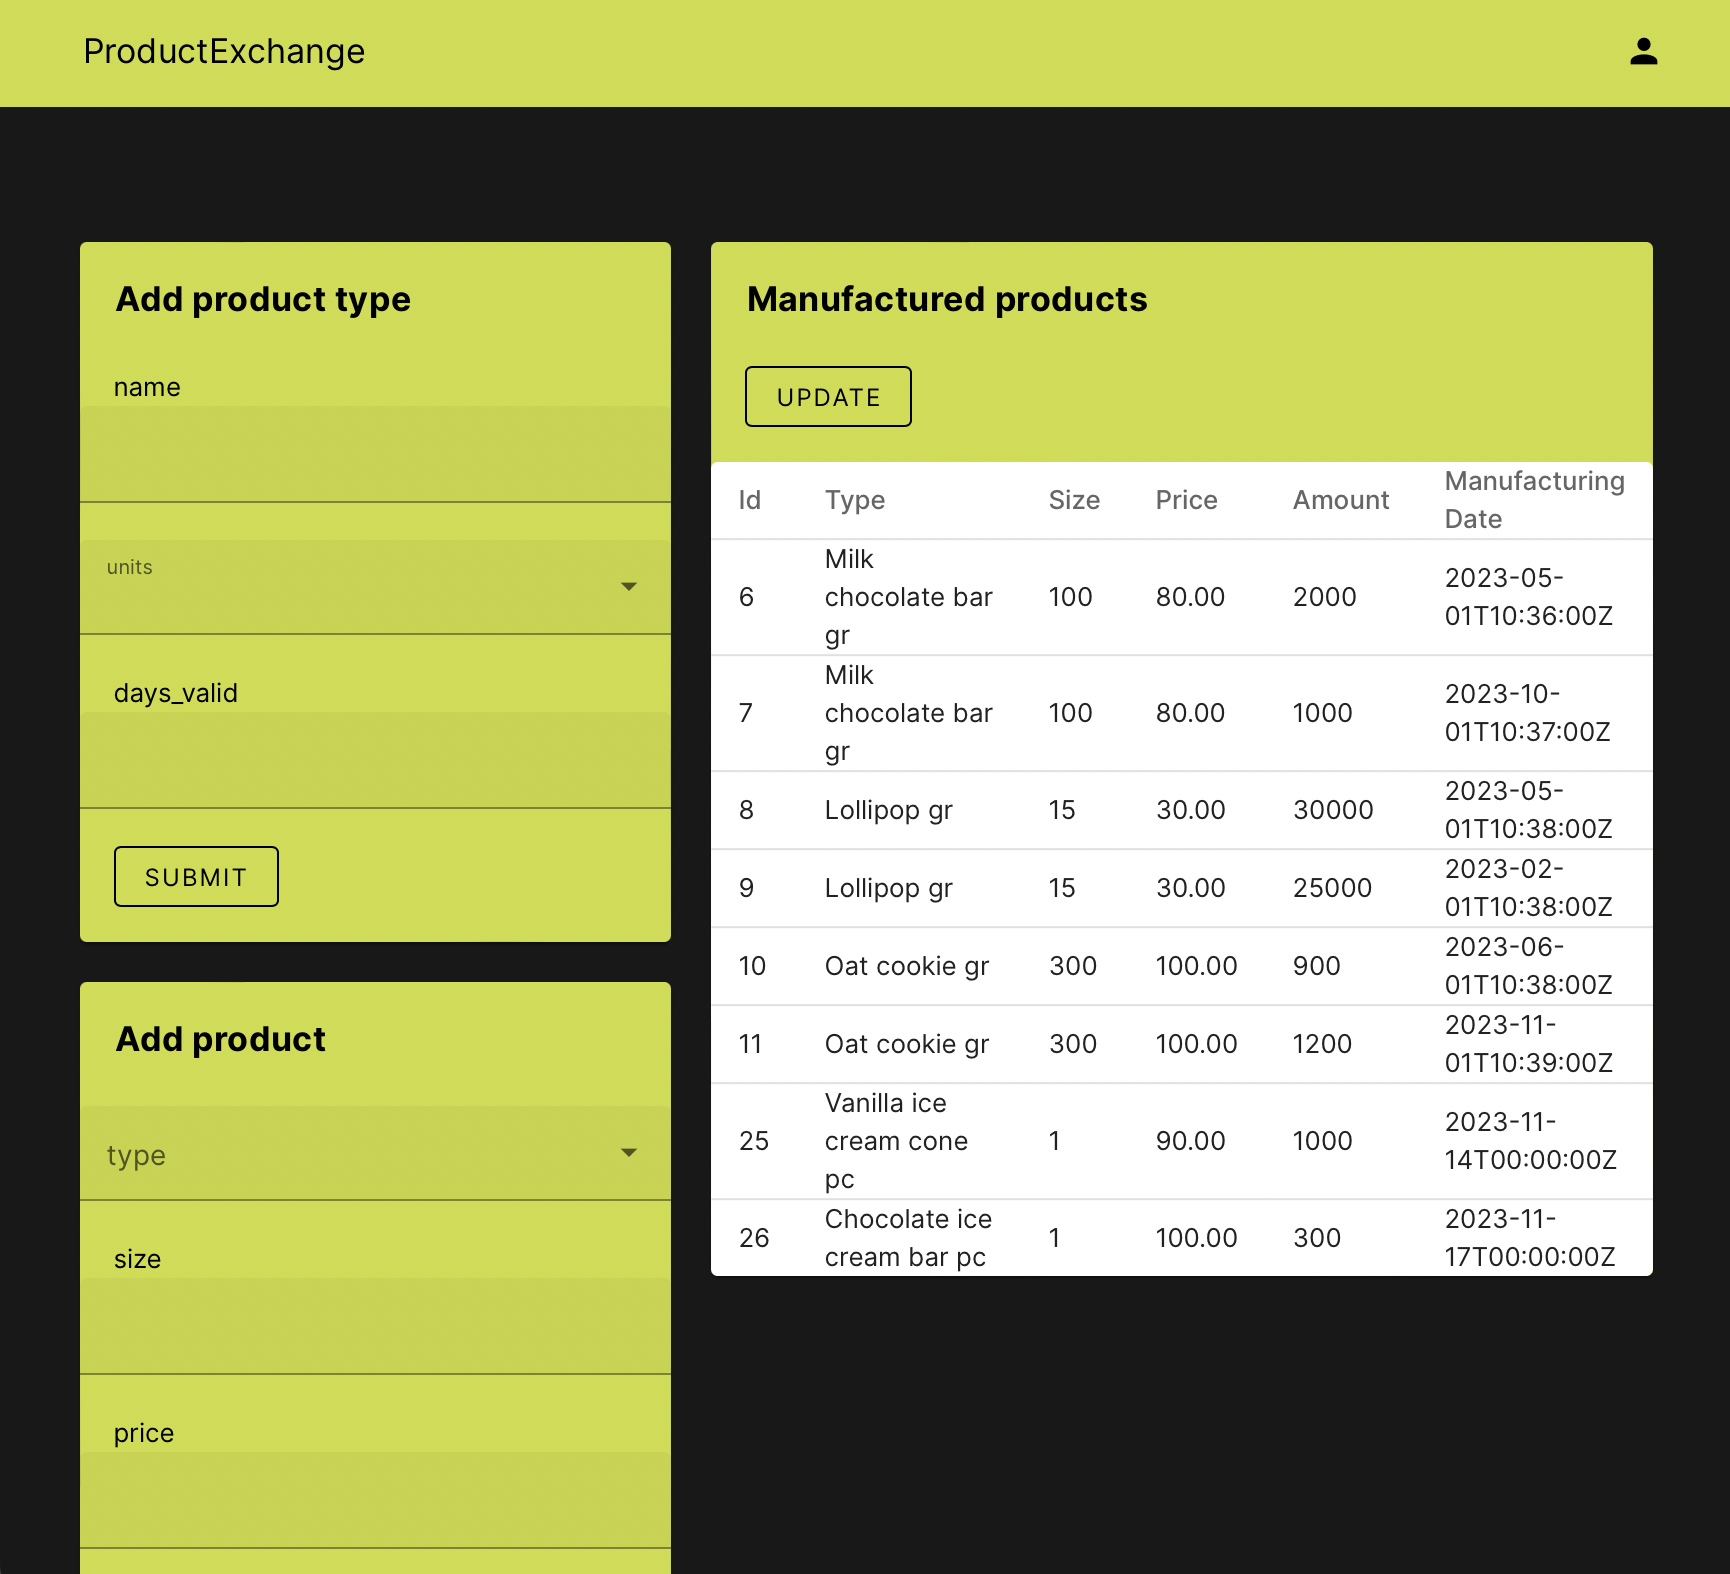 ProductExchange
Add product type
name
units
days_valid
SUBMIT
Add product
type
size
price
Manufactured products
UPDATE
Id Type Size Price Amount Manufacturing
Date
6 Milk
chocolate bar
gr 100 80.00 2000 2023-05-
01T10:36:00Z
7 Milk
chocolate bar
gr 100 80.00 1000 2023-10-
01T10:37:00Z
8 Lollipop gr 15 30.00 30000 2023-05-
01T10:38:00Z
9 Lollipop gr 15 30.00 25000 2023-02-
01T10:38:00Z
10 Oat cookie gr 300 100.00 900 2023-06-
01T10:38:00Z
11 Oat cookie gr 300 100.00 1200 2023-11-
01T10:39:00Z
25 Vanilla ice
cream cone
pc 1 90.00 1000 2023-11-
14T00:00:00Z
26 Chocolate ice
cream bar pc 1 100.00 300 2023-11-
17T00:00:00Z